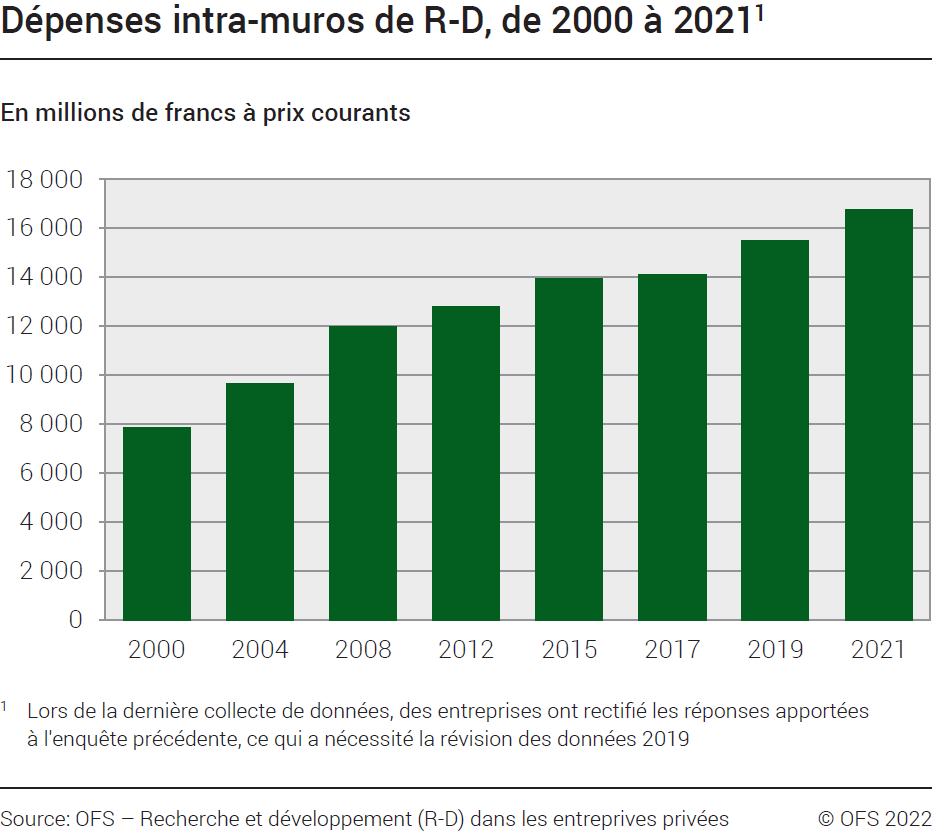 Dépenses intra-muros de R-D, de 2000 à 2021¹
En millions de francs à prix courants
18 000
16 000
14 000
12 000
10 000
8 000
6 000
4 000
2 000
0
2000 2004 2008 2012 2015 2017 2019 2021
¹ Lors de la dernière collecte de données, des entreprises ont rectifié les réponses apportées
à l'enquête précédente, ce qui a nécessité la révision des données 2019
Source: OFS – Recherche et développement (R-D) dans les entreprises privées © OFS 2022